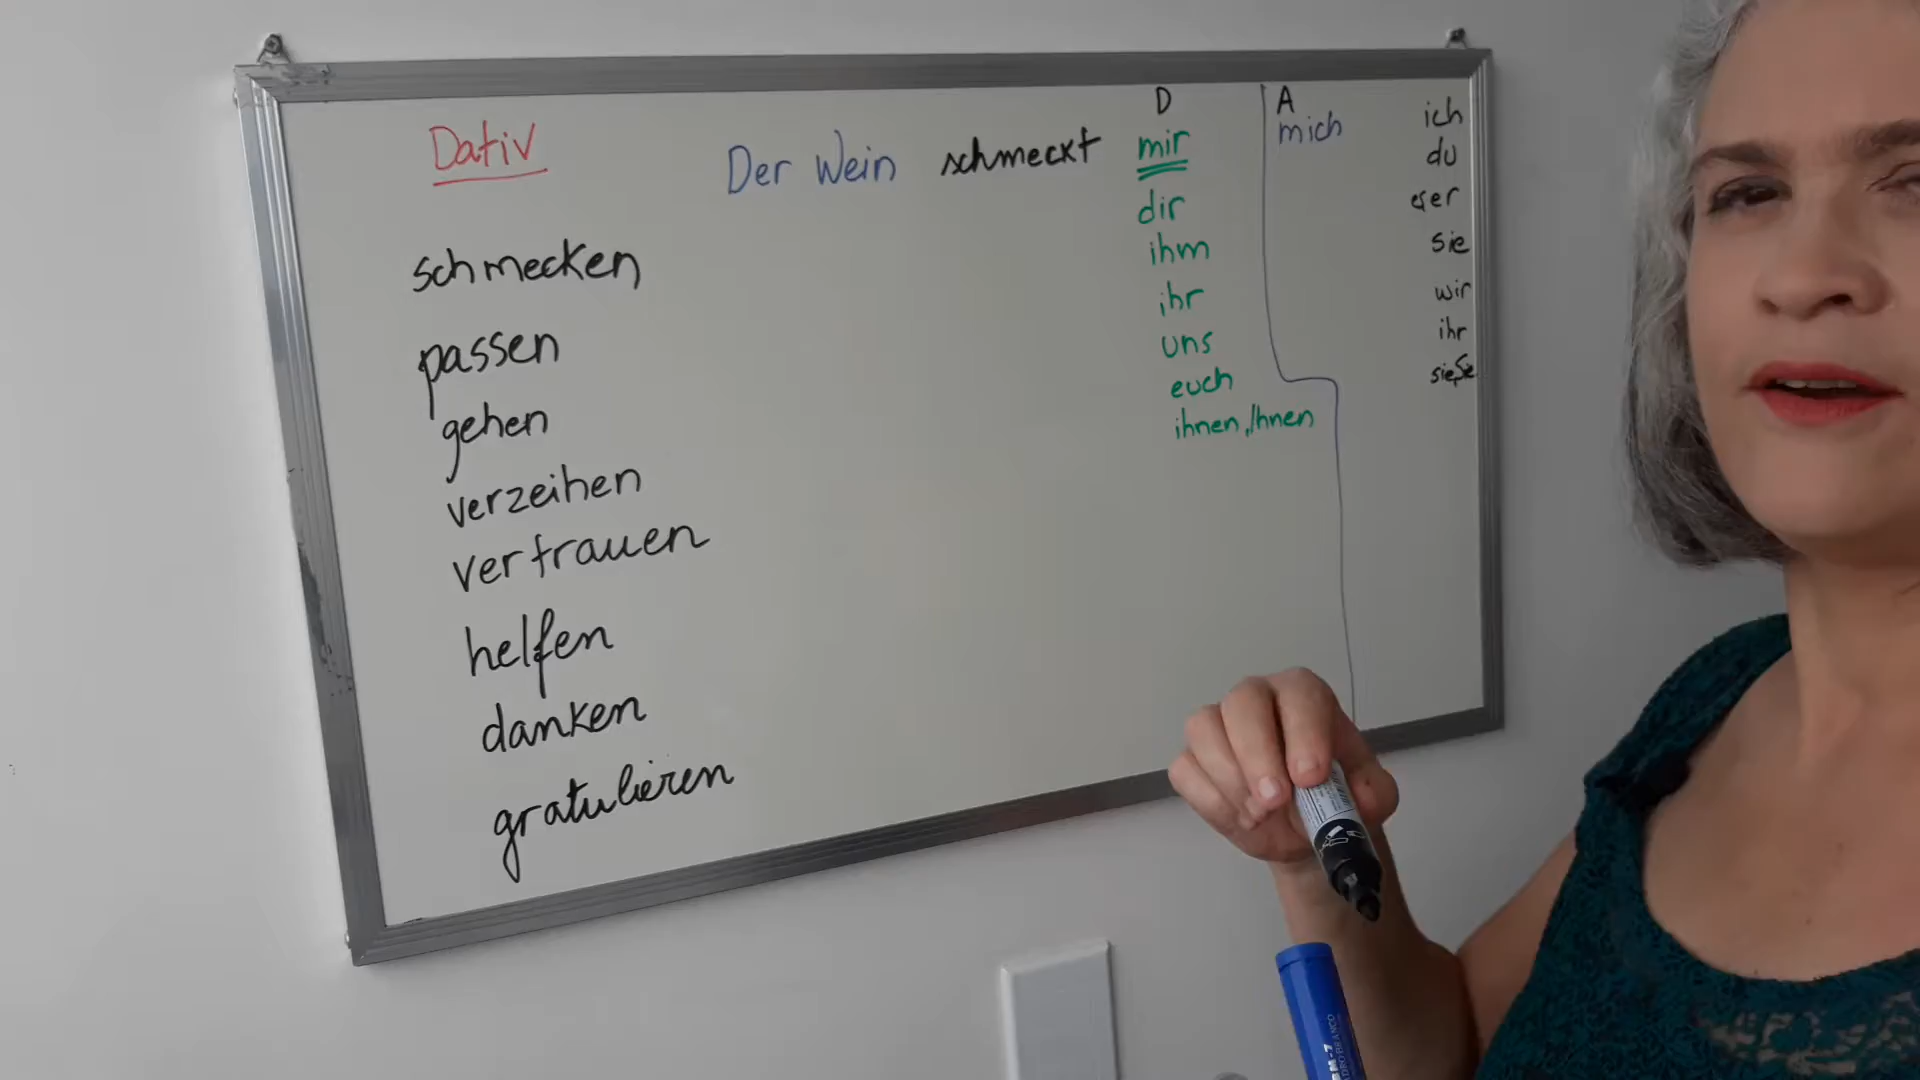 Dativ
Der Wein schmeckt mir
D
A
mich
dir
ihm
ihr
uns
euch
ihnen, Ihnen
ich
du
er
sie
wir
ihr
sie, Sie
schmecken
passen
gehen
verzeihen
vertrauen
helfen
danken
gratulieren